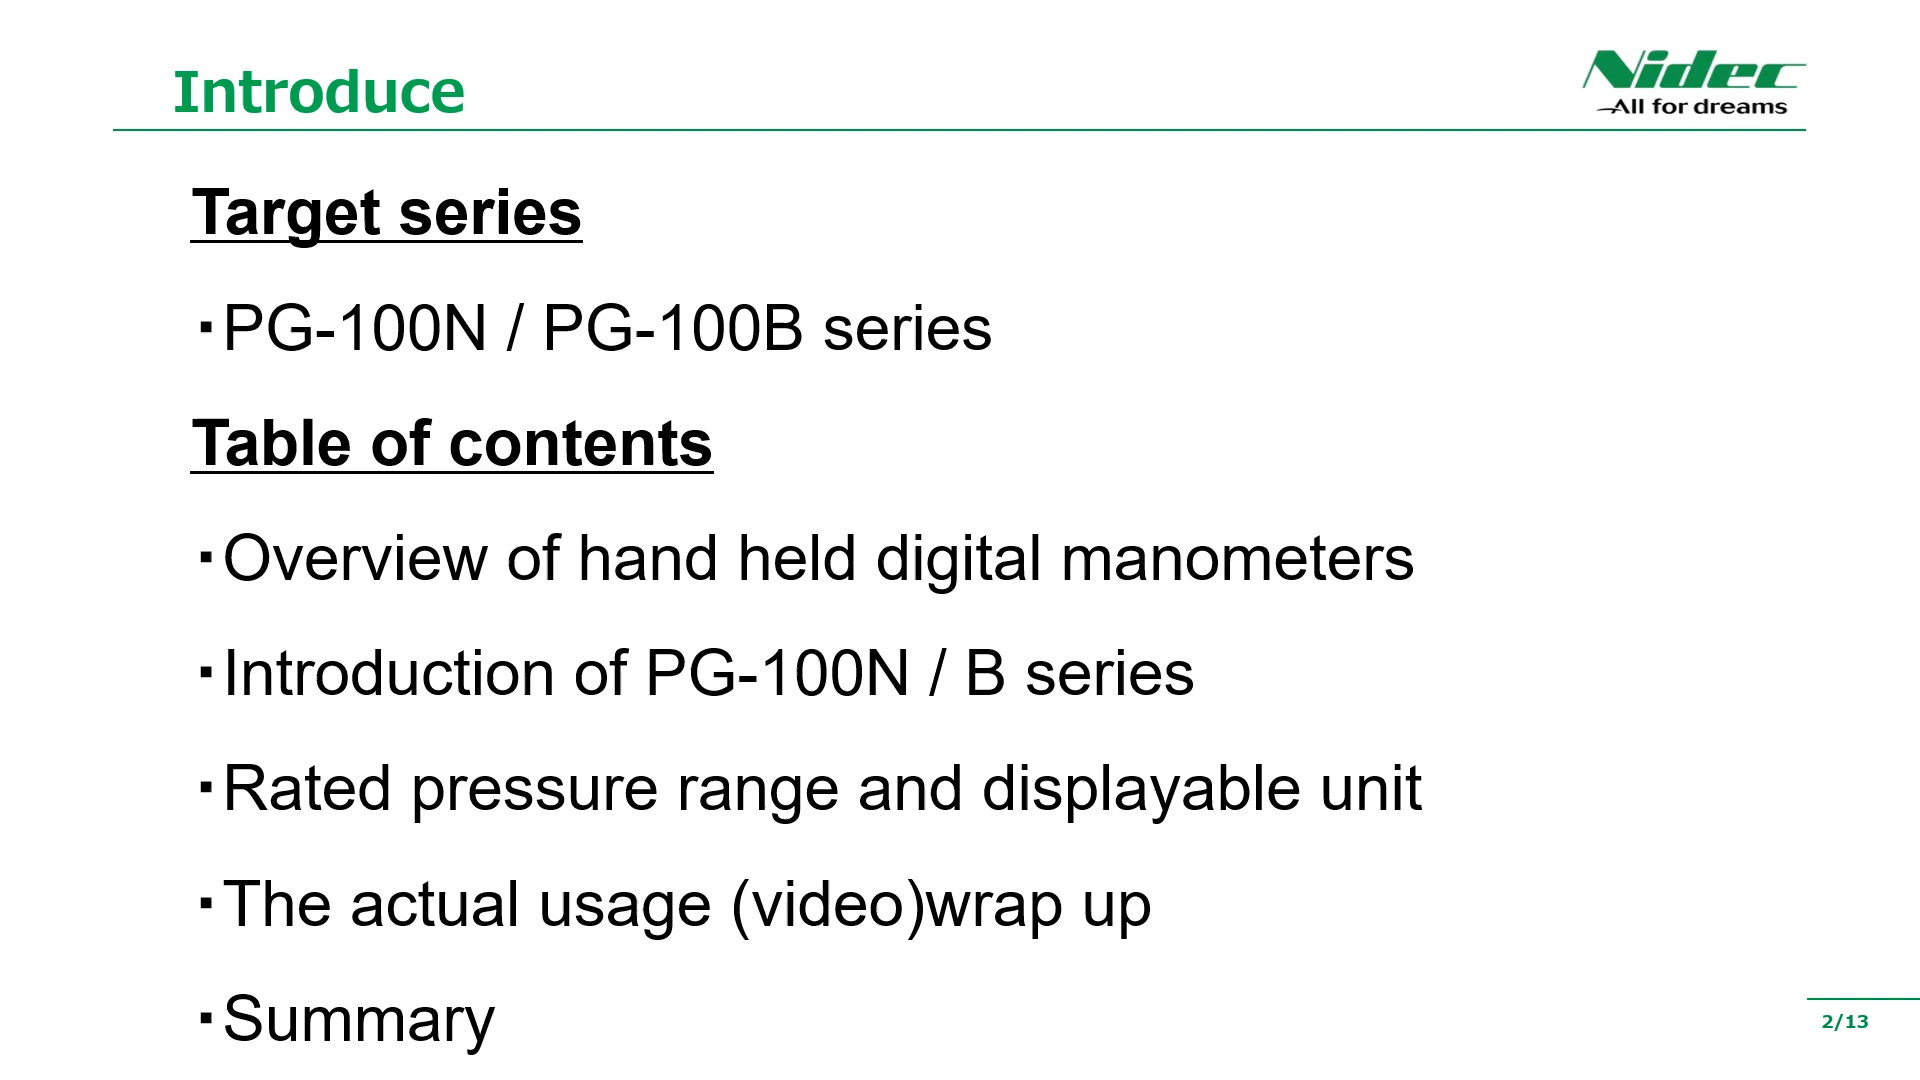 Introduce
Nidec
All for dreams
Target series
・PG-100N / PG-100B series
Table of contents
・Overview of hand held digital manometers
・Introduction of PG-100N / B series
・Rated pressure range and displayable unit
・The actual usage (video)wrap up
・Summary
2/13